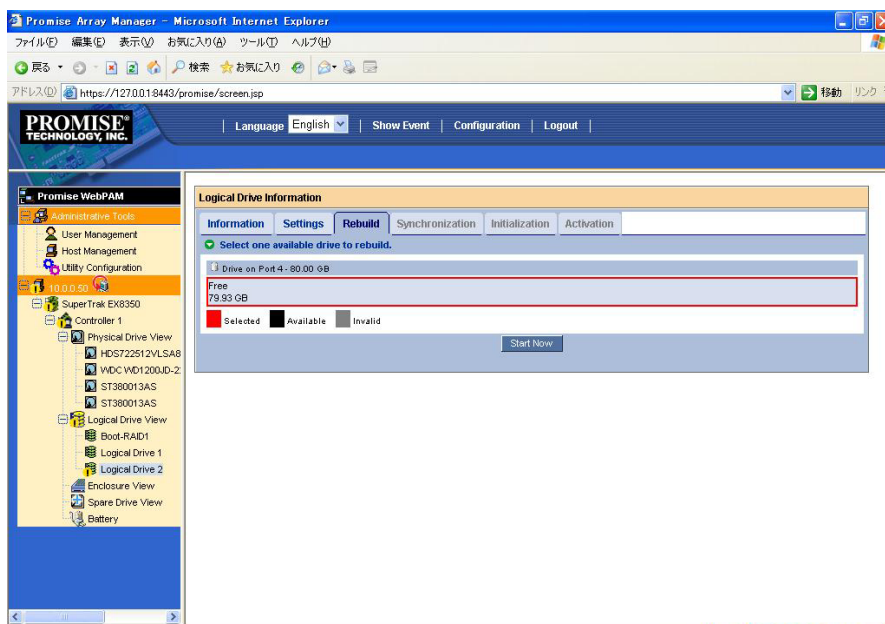 Promise Array Manager - Microsoft Internet Explorer
ファイル(F) 編集(E) 表示(V) お気に入り(A) ツール(T) ヘルプ(H)
戻る 検索 お気に入り
アドレス(D) https://127.0.0.1:8443/promise/screen.jsp 移動 リンク
PROMISE®
TECHNOLOGY, INC.
| Language English | Show Event | Configuration | Logout |
Promise WebPAM
Administrative Tools
User Management
Host Management
Utility Configuration
10.0.0.50
SuperTrak EX8350
Controller 1
Physical Drive View
HDS722512VLSA8
WDC WD1200JD-2
ST380013AS
ST380013AS
Logical Drive View
Boot-RAID1
Logical Drive 1
Logical Drive 2
Enclosure View
Spare Drive View
Battery
Logical Drive Information
Information Settings Rebuild Synchronization Initialization Activation
Select one available drive to rebuild.
Drive on Port 4 - 80.00 GB
Free
79.93 GB
Selected Available Invalid
Start Now